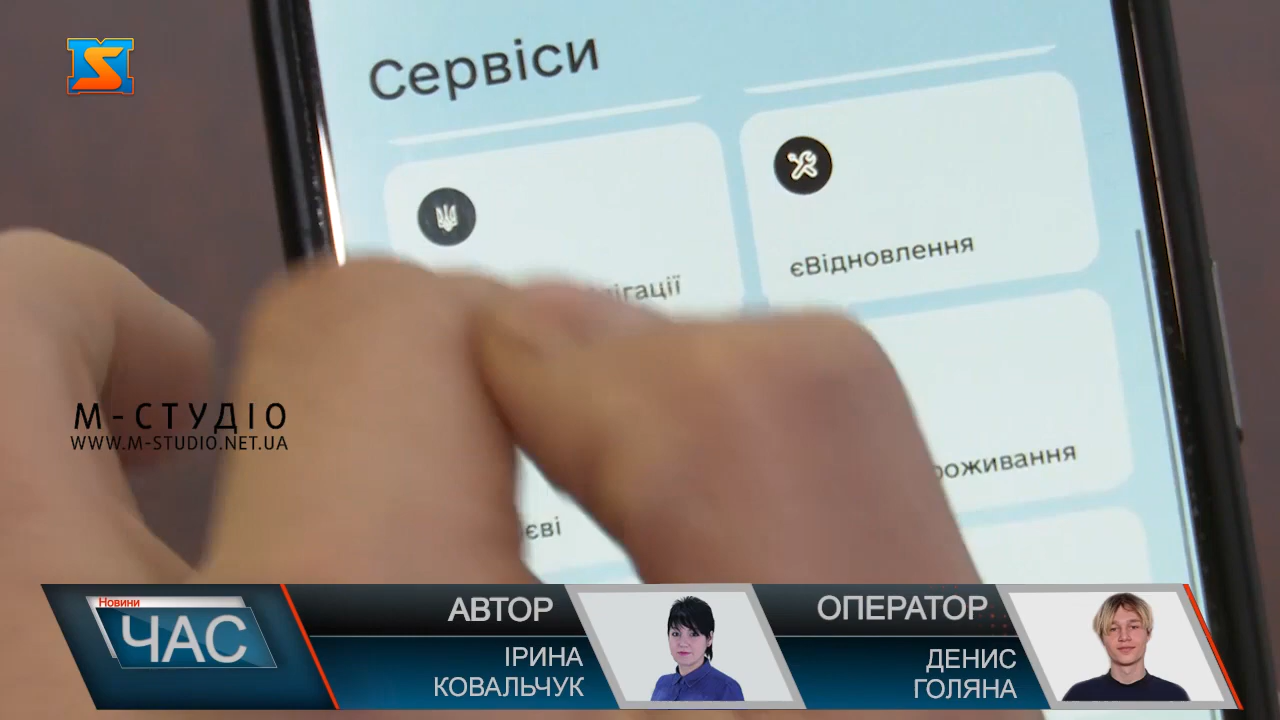 Сервіси
єВідновлення
М-СТУДІО
WWW.M-STUDIO.NET.UA
Новини
ЧАС
АВТОР
ІРИНА
КОВАЛЬЧУК
ОПЕРАТОР
ДЕНИС
ГОЛЯНА